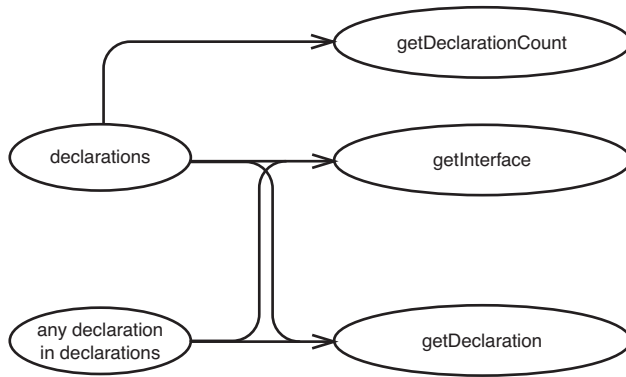 getDeclarationCount
declarations
getInterface
any declaration
in declarations
getDeclaration